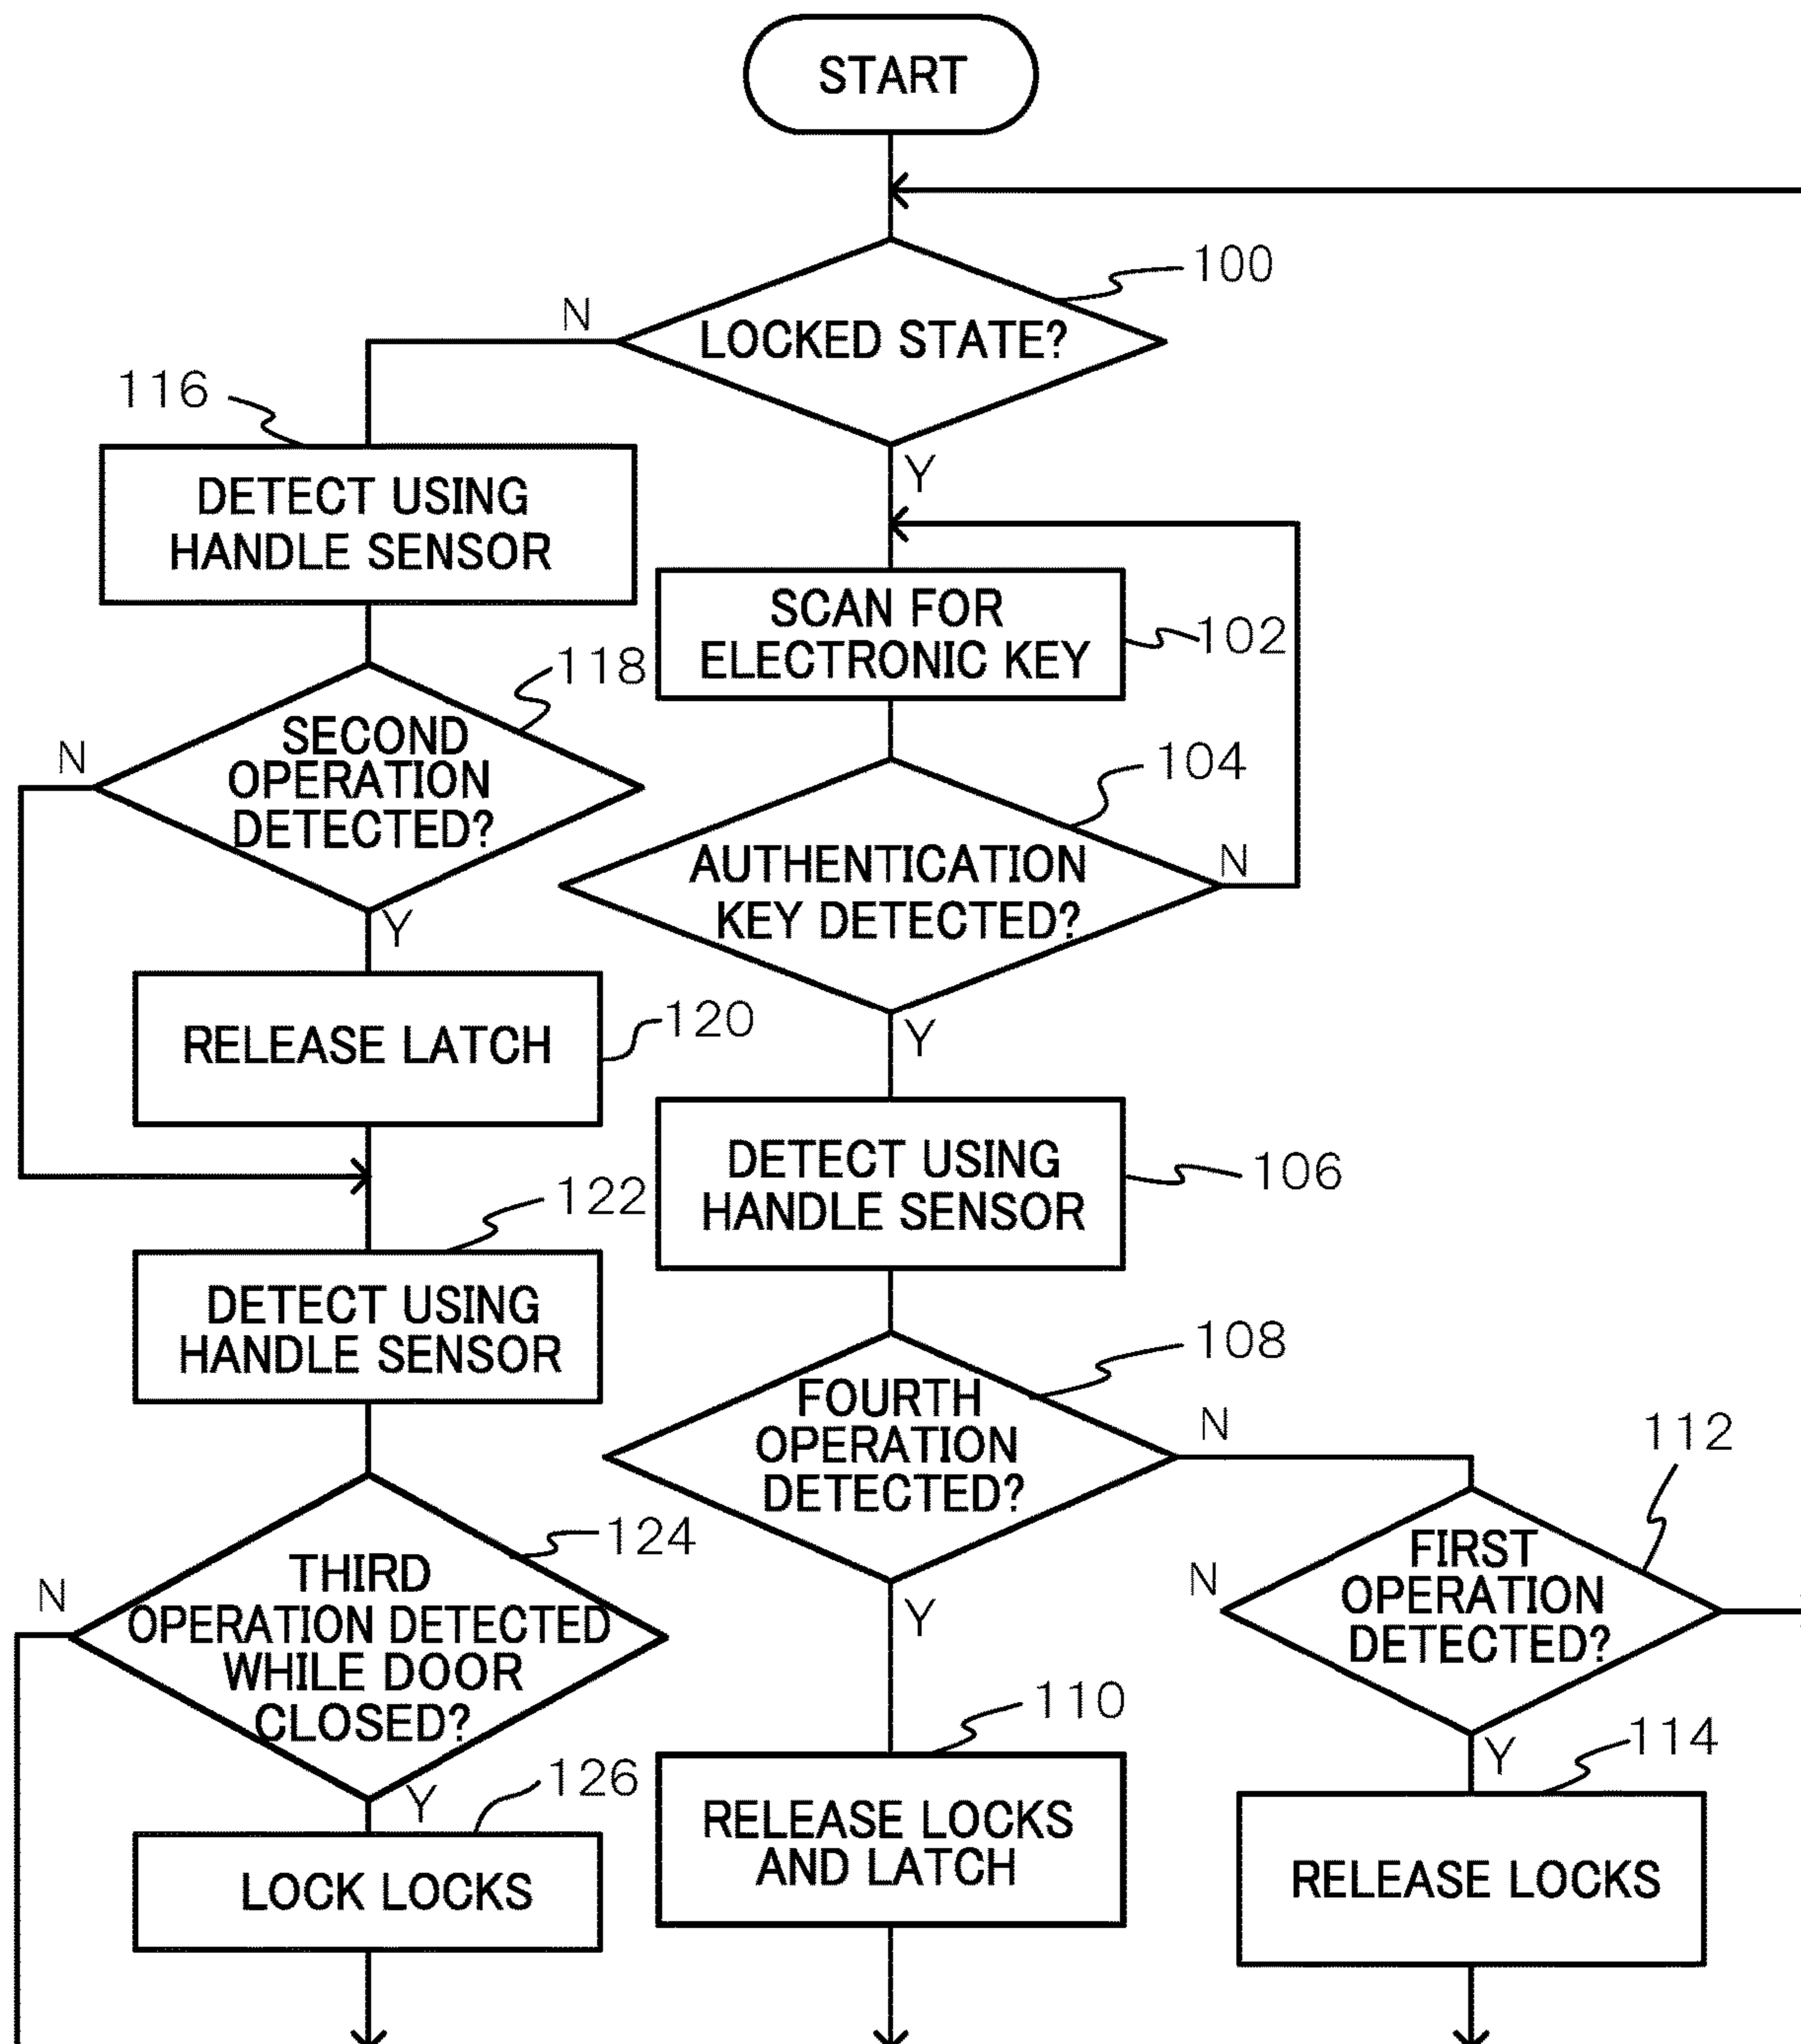 START
100
N
LOCKED STATE?
116
Y
DETECT USING
HANDLE SENSOR
SCAN FOR
ELECTRONIC KEY
102
118
N
SECOND
OPERATION
DETECTED?
104
AUTHENTICATION
KEY DETECTED?
N
Y
RELEASE LATCH
120
Y
DETECT USING
HANDLE SENSOR
106
122
DETECT USING
HANDLE SENSOR
108
FOURTH
OPERATION
DETECTED?
N
112
124
N
THIRD
OPERATION DETECTED
WHILE DOOR
CLOSED?
Y
N
FIRST
OPERATION
DETECTED?
110
Y
114
126
Y
LOCK LOCKS
RELEASE LOCKS
AND LATCH
RELEASE LOCKS